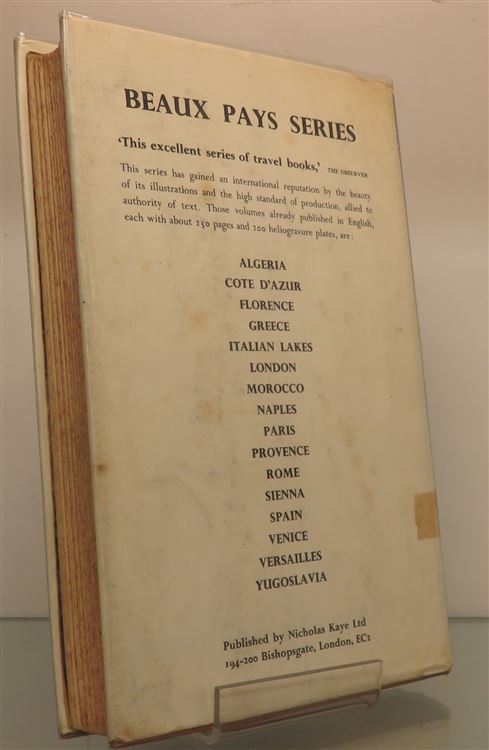 BEAUX PAYS SERIES
'This excellent series of travel books,' THE OBSERVER
This series has gained an international reputation by the beauty
of its illustrations and the high standard of production, allied to
authority of text. Those volumes already published in English,
each with about 250 pages and 200 heliogravure plates, are:
ALGERIA
COTE D'AZUR
FLORENCE
GREECE
ITALIAN LAKES
LONDON
MOROCCO
NAPLES
PARIS
PROVENCE
ROME
SIENNA
SPAIN
VENICE
VERSAILLES
YUGOSLAVIA
Published by Nicholas Kaye Ltd
194-200 Bishopsgate, London, EC2